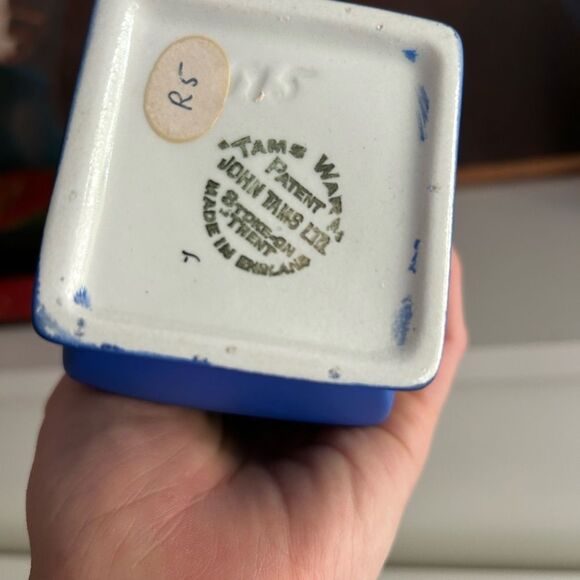 R5
TAMS WARE
PATENT
JOHN TAMS LTD.
STOKE-ON
-TRENT
MADE IN ENGLAND